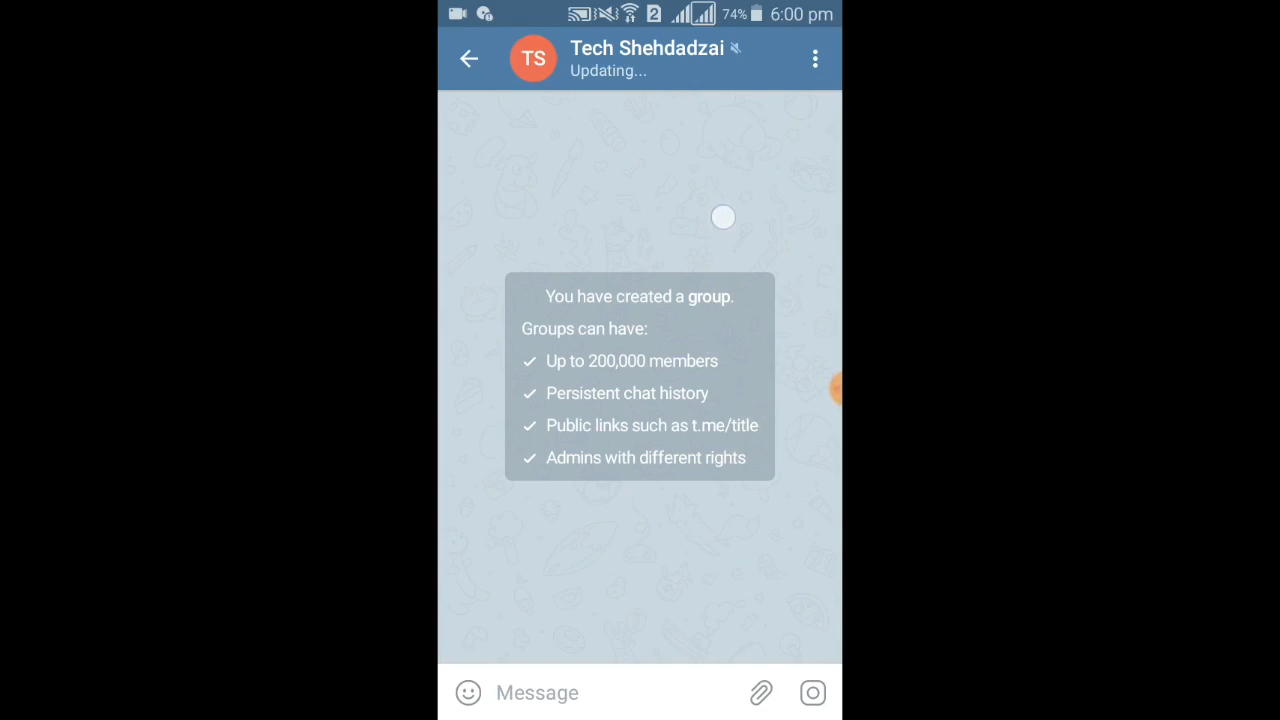 2 74% 6:00 pm
TS Tech Shehdadzai
Updating...
You have created a group.
Groups can have:
✓ Up to 200,000 members
✓ Persistent chat history
✓ Public links such as t.me/title
✓ Admins with different rights
Message